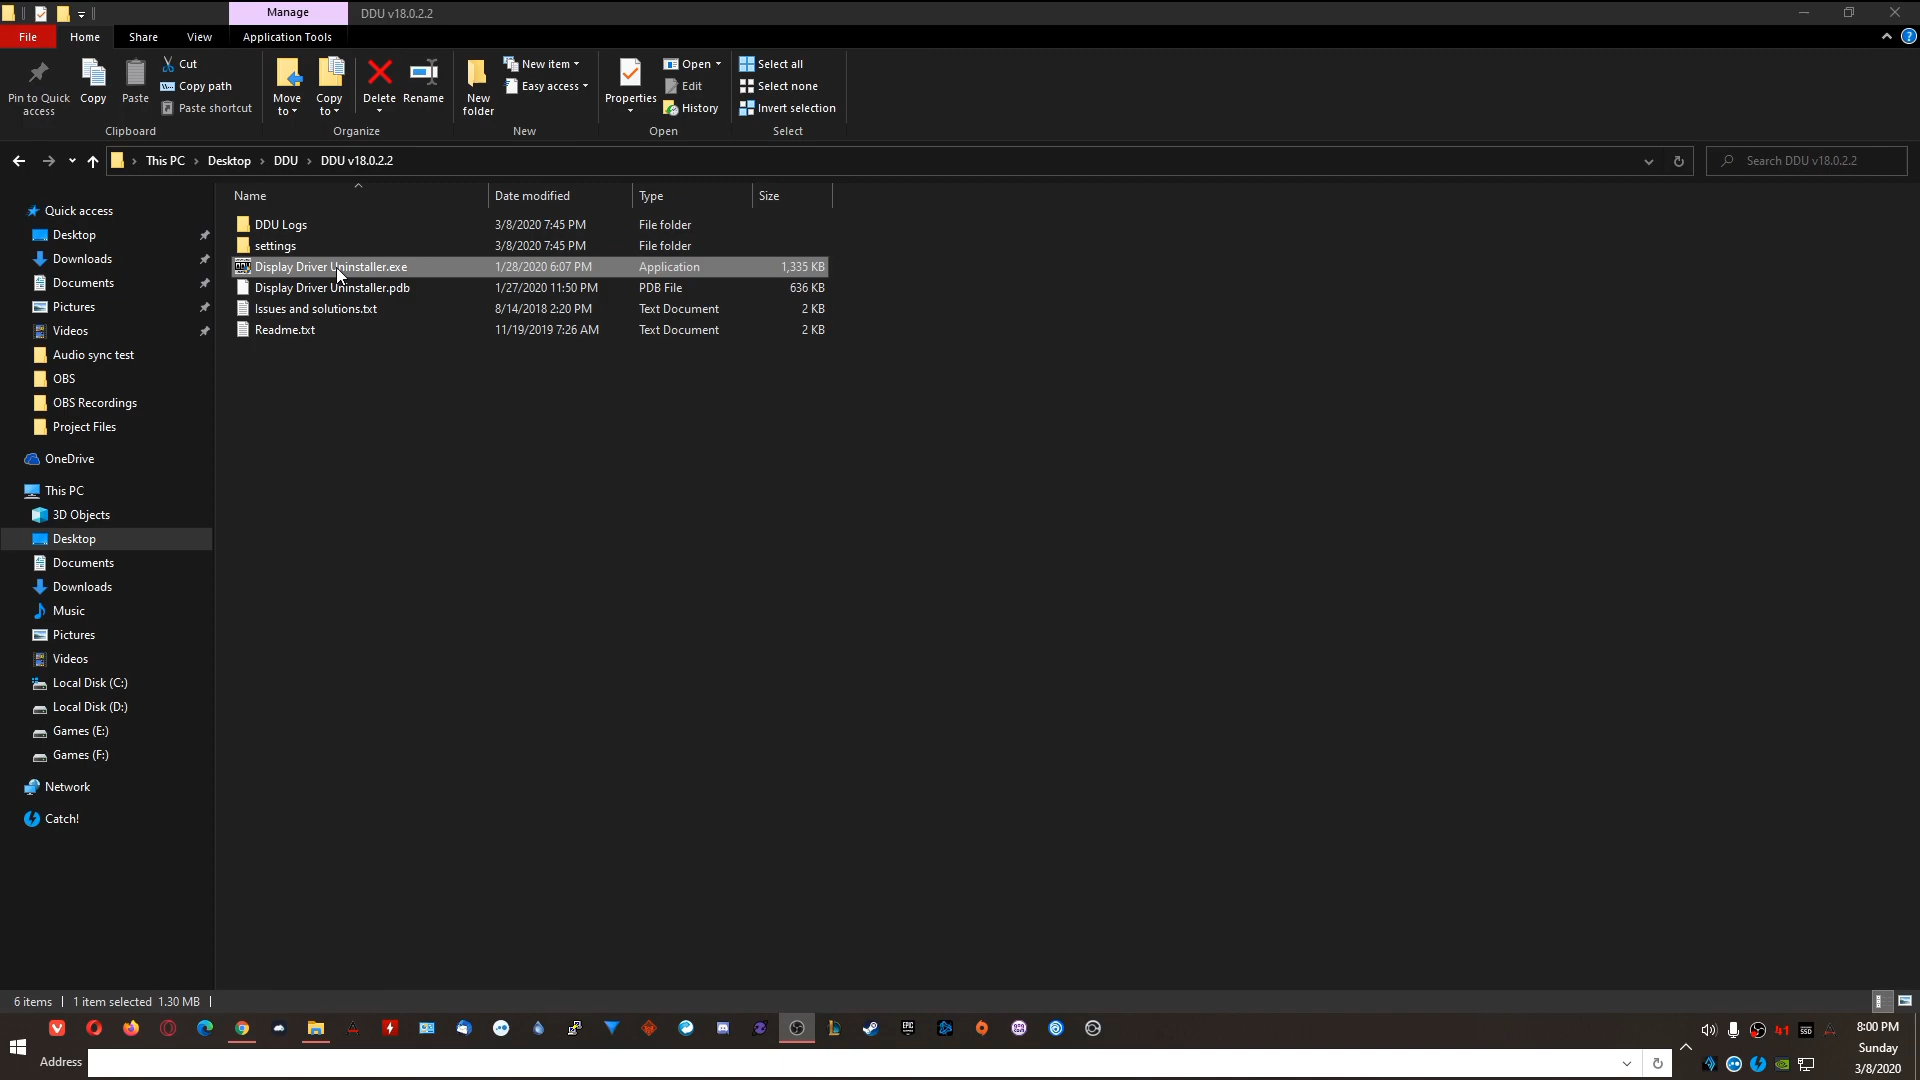 Manage
DDU v18.0.2.2
File
Home
Share
View
Application Tools
Pin to Quick access
Copy
Paste
Cut
Copy path
Paste shortcut
Clipboard
Move to
Copy to
Delete
Rename
Organize
New folder
New item
Easy access
New
Properties
Open
Edit
History
Open
Select all
Select none
Invert selection
Select
This PC
Desktop
DDU
DDU v18.0.2.2
Search DDU v18.0.2.2
Name
Date modified
Type
Size
DDU Logs 3/8/2020 7:45 PM File folder
settings 3/8/2020 7:45 PM File folder
Display Driver Uninstaller.exe 1/28/2020 6:07 PM Application 1,335 KB
Display Driver Uninstaller.pdb 1/27/2020 11:50 PM PDB File 636 KB
Issues and solutions.txt 8/14/2018 2:20 PM Text Document 2 KB
Readme.txt 11/19/2019 7:26 AM Text Document 2 KB
Quick access
Desktop
Downloads
Documents
Pictures
Videos
Audio sync test
OBS
OBS Recordings
Project Files
OneDrive
This PC
3D Objects
Desktop
Documents
Downloads
Music
Pictures
Videos
Local Disk (C:)
Local Disk (D:)
Games (E:)
Games (F:)
Network
Catch!
6 items
1 item selected 1.30 MB
EPIC
41
SSD
8:00 PM
Sunday
3/8/2020
Address